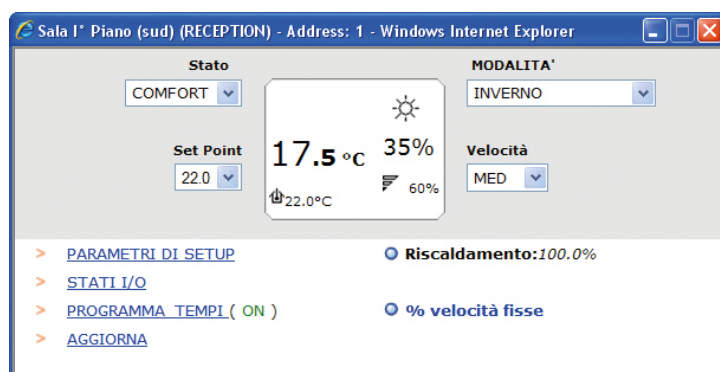 Sala I° Piano (sud) (RECEPTION) - Address: 1 - Windows Internet Explorer
Stato
COMFORT
MODALITA'
INVERNO
Set Point
22.0
17.5 °C
35%
60%
22.0°C
Velocità
MED
> PARAMETRI DI SETUP
Riscaldamento:100.0%
> STATI I/O
> PROGRAMMA TEMPI ( ON )
% velocità fisse
> AGGIORNA